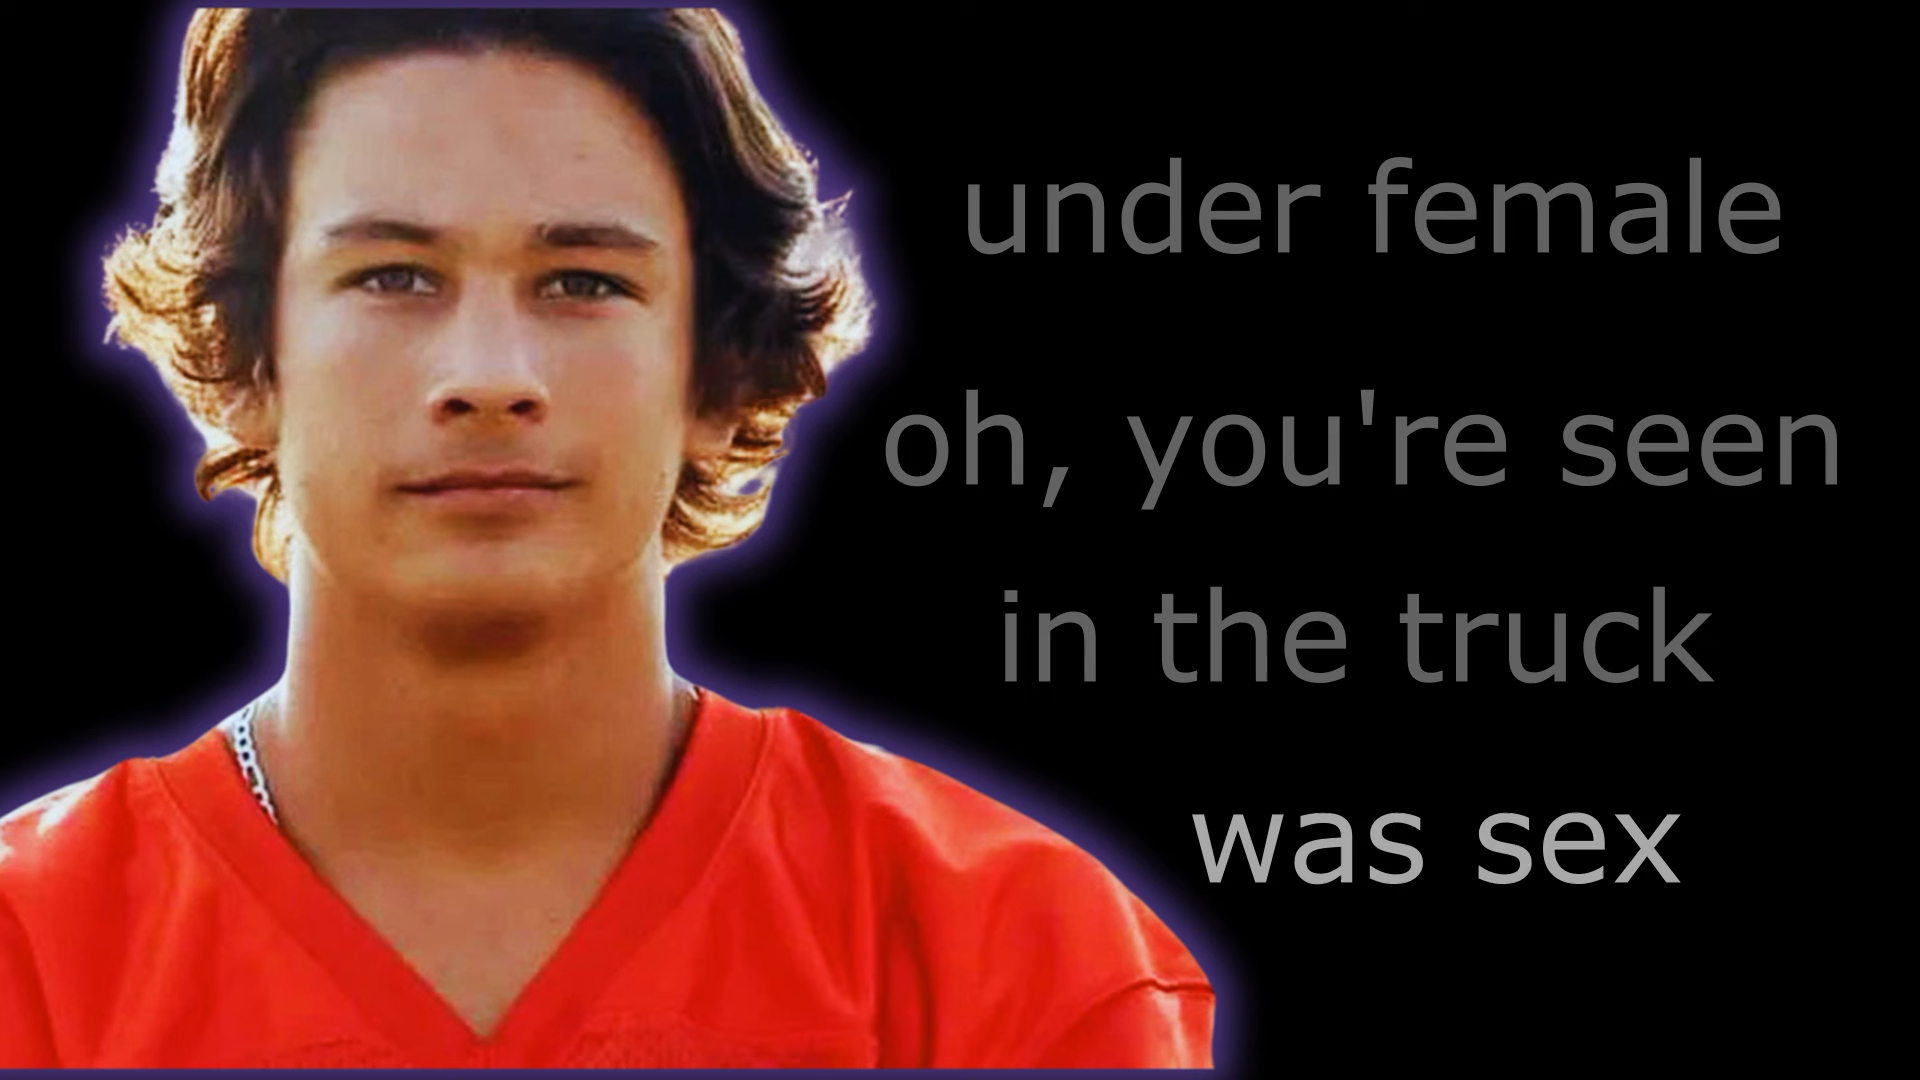 under female
oh, you're seen
in the truck
was sex